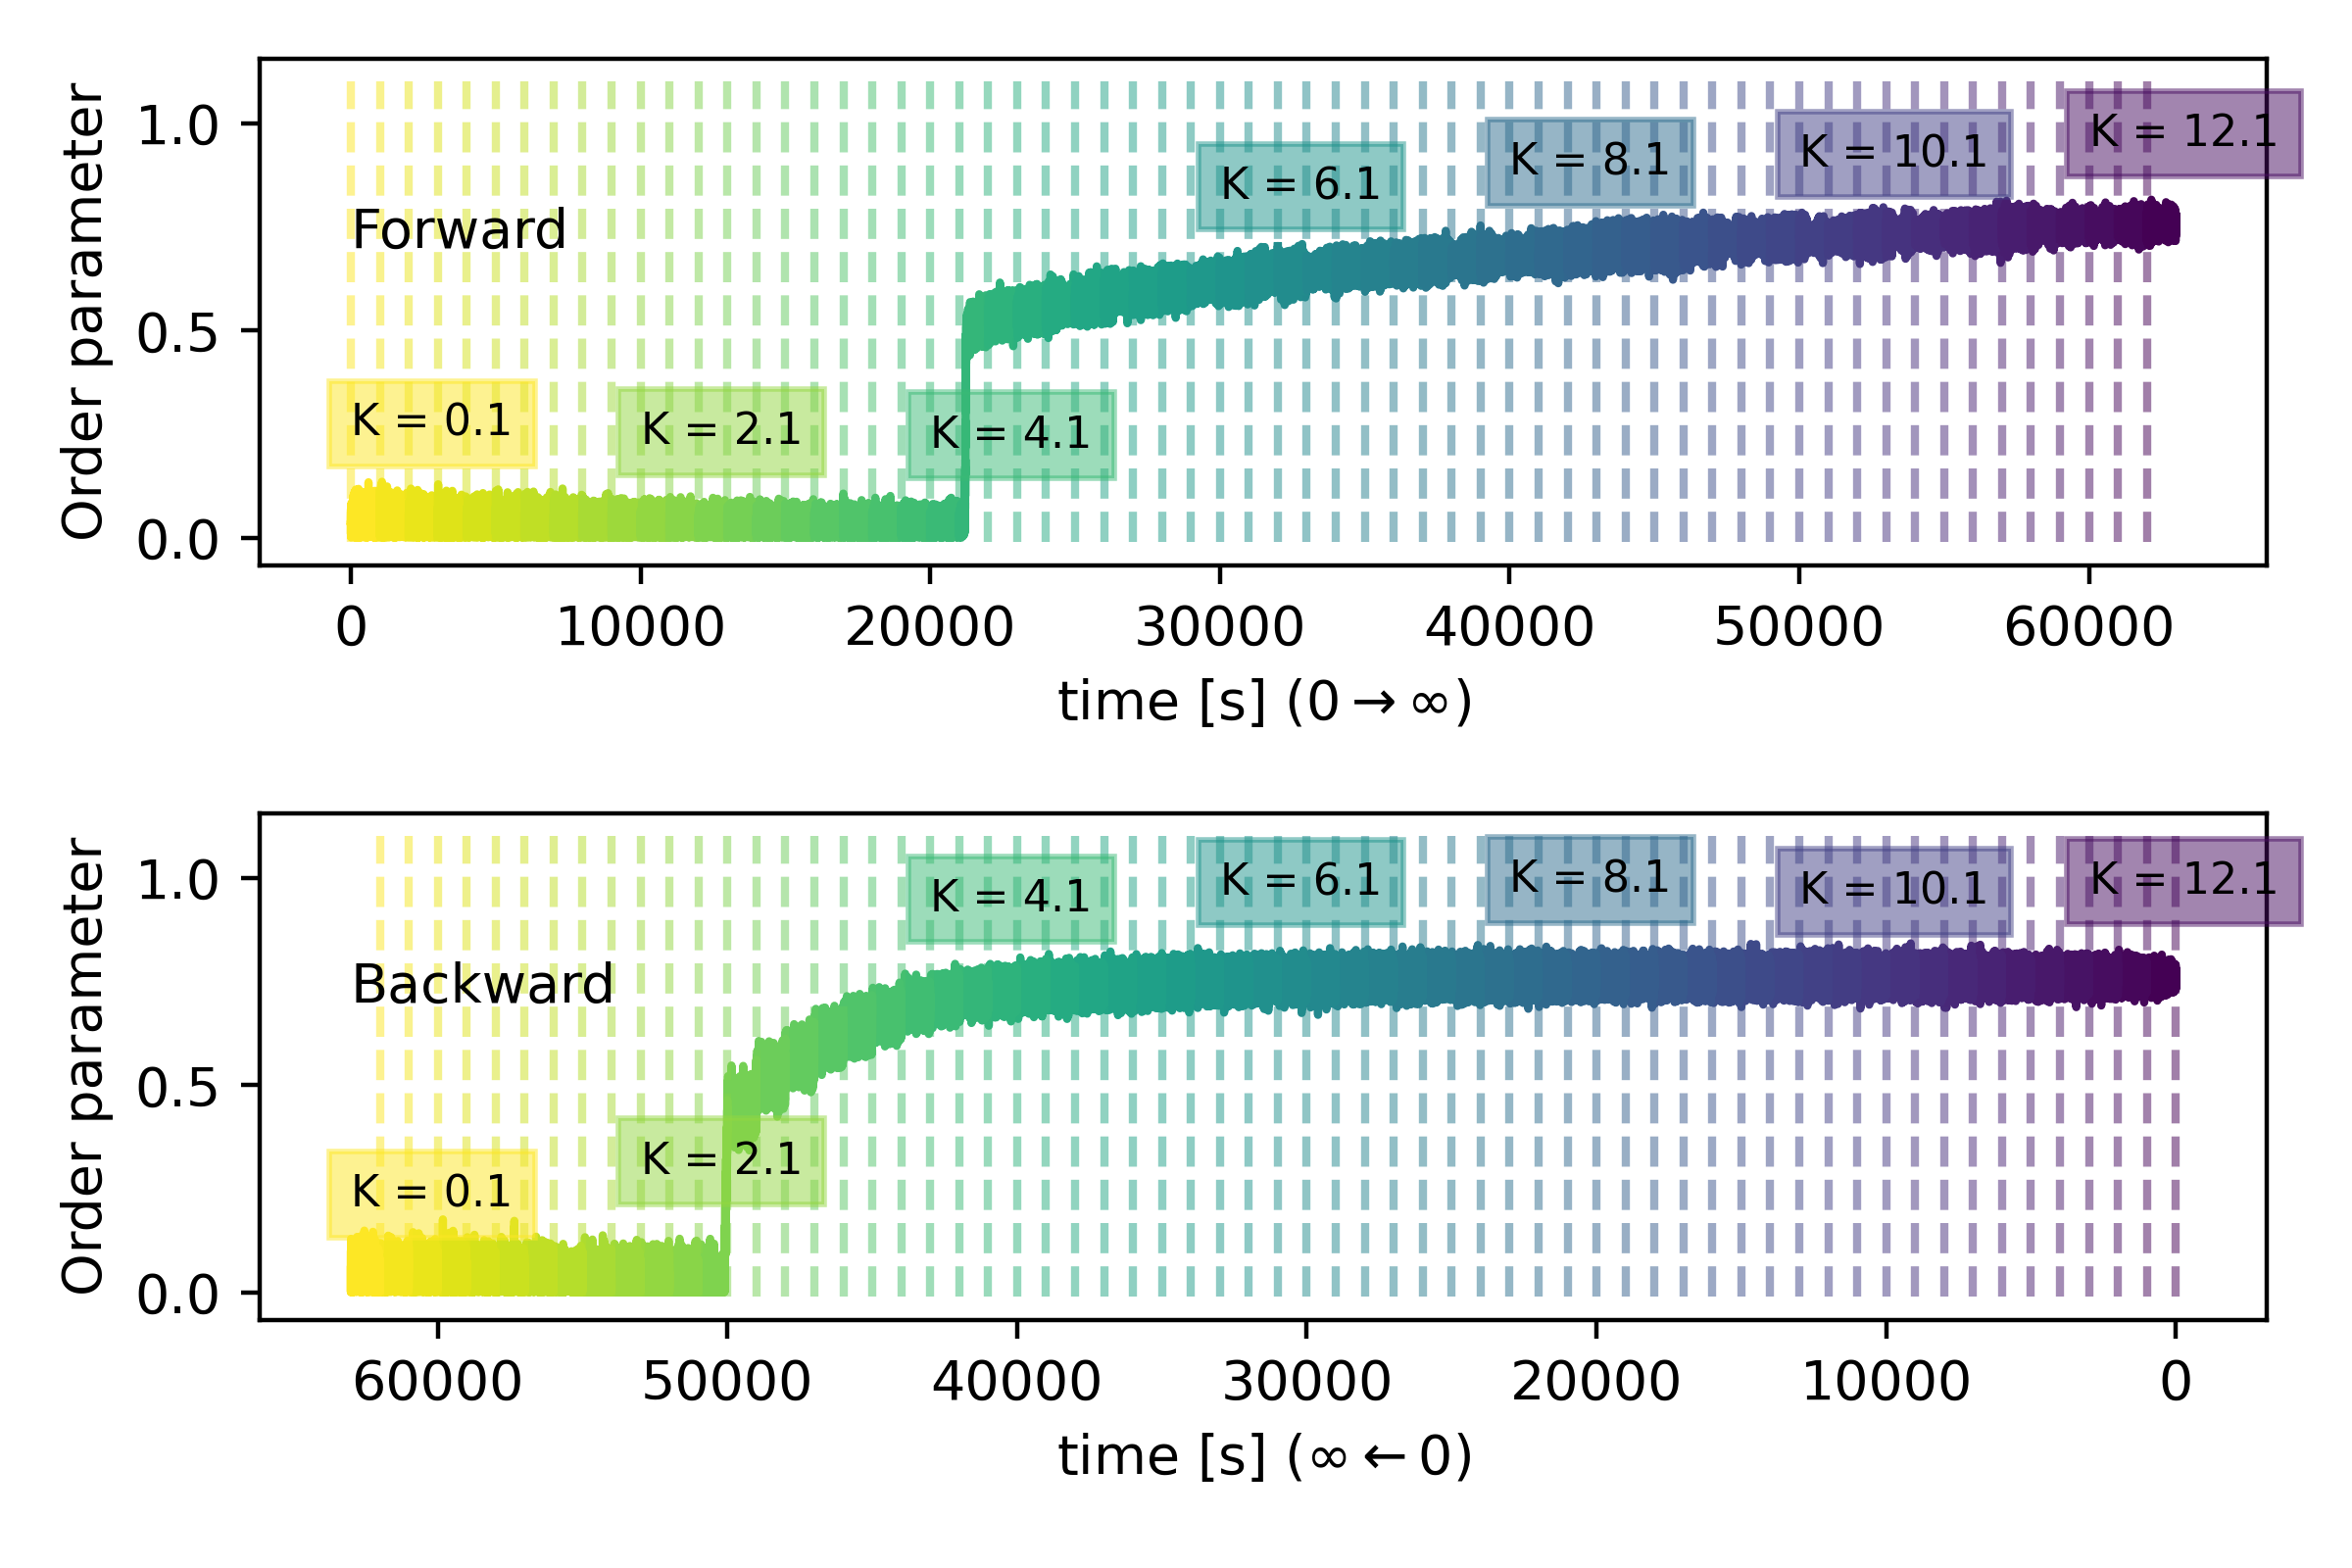 Order parameter
1.0
0.5
0.0
Forward
K = 0.1
K = 2.1
K = 4.1
K = 6.1
K = 8.1
K = 10.1
K = 12.1
0 10000 20000 30000 40000 50000 60000
time [s] (0 → ∞)
Order parameter
1.0
0.5
0.0
Backward
K = 0.1
K = 2.1
K = 4.1
K = 6.1
K = 8.1
K = 10.1
K = 12.1
60000 50000 40000 30000 20000 10000 0
time [s] (∞ ← 0)